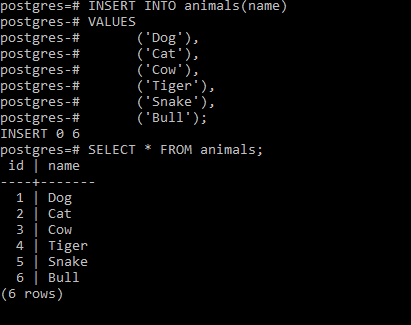 postgres=# INSERT INTO animals(name)
postgres-# VALUES
postgres-#       ('Dog'),
postgres-#       ('Cat'),
postgres-#       ('Cow'),
postgres-#       ('Tiger'),
postgres-#       ('Snake'),
postgres-#       ('Bull');
INSERT 0 6
postgres=# SELECT * FROM animals;
 id | name
----+-------
  1 | Dog
  2 | Cat
  3 | Cow
  4 | Tiger
  5 | Snake
  6 | Bull
(6 rows)